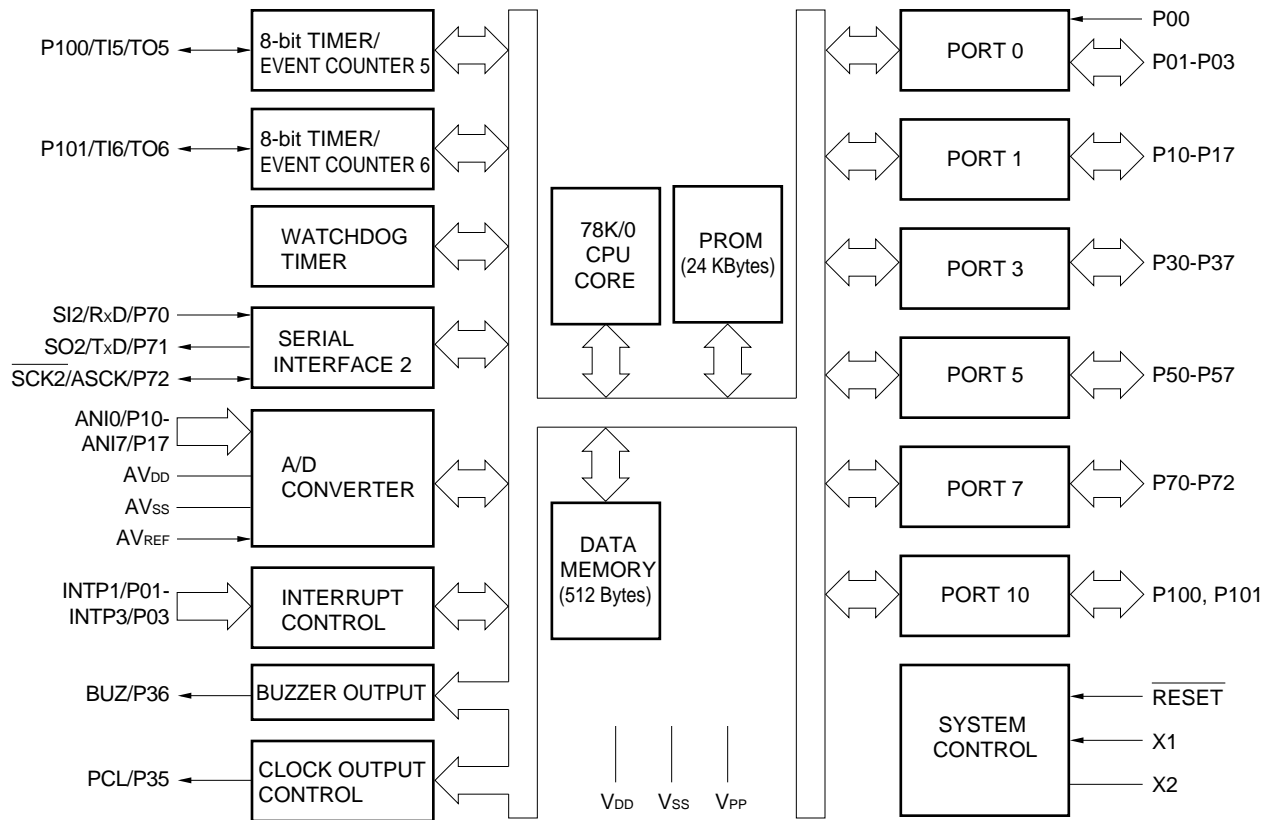 P100/TI5/TO5
8-bit TIMER/
EVENT COUNTER 5
P101/TI6/TO6
8-bit TIMER/
EVENT COUNTER 6
WATCHDOG
TIMER
SI2/RxD/P70
SO2/TxD/P71
SCK2/ASCK/P72
SERIAL
INTERFACE 2
ANI0/P10-
ANI7/P17
AVDD
AVSS
AVREF
A/D
CONVERTER
INTP1/P01-
INTP3/P03
INTERRUPT
CONTROL
BUZ/P36
BUZZER OUTPUT
PCL/P35
CLOCK OUTPUT
CONTROL
78K/0
CPU
CORE
PROM
(24 KBytes)
DATA
MEMORY
(512 Bytes)
VDD
VSS
VPP
PORT 0
P00
P01-P03
PORT 1
P10-P17
PORT 3
P30-P37
PORT 5
P50-P57
PORT 7
P70-P72
PORT 10
P100, P101
SYSTEM
CONTROL
RESET
X1
X2